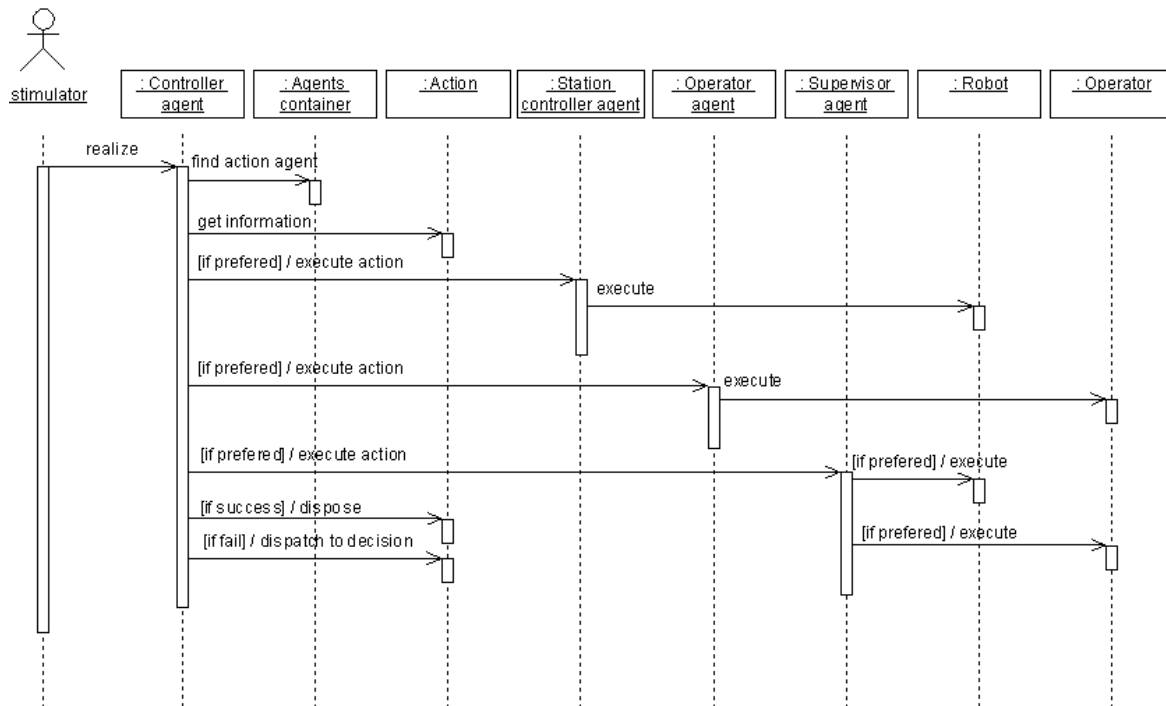 stimulator
: Controller
agent
: Agents
container
: Action
: Station
controller agent
: Operator
agent
: Supervisor
agent
: Robot
: Operator
realize
find action agent
get information
[if prefered] / execute action
execute
[if prefered] / execute action
execute
[if prefered] / execute action
[if prefered] / execute
[if success] / dispose
[if fail] / dispatch to decision
[if prefered] / execute